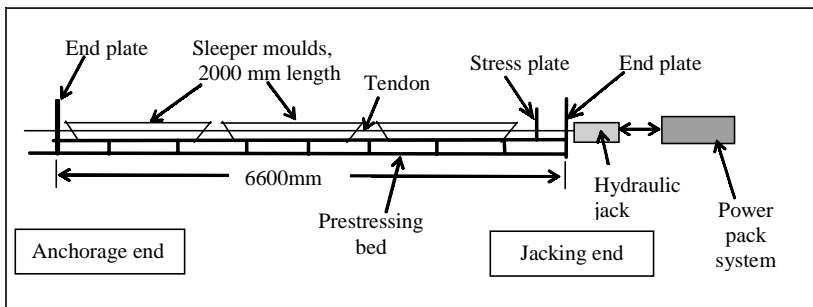 End plate
Sleeper moulds,
2000 mm length
Tendon
Stress plate
End plate
6600mm
Prestressing
bed
Hydraulic
jack
Power
pack
system
Anchorage end
Jacking end